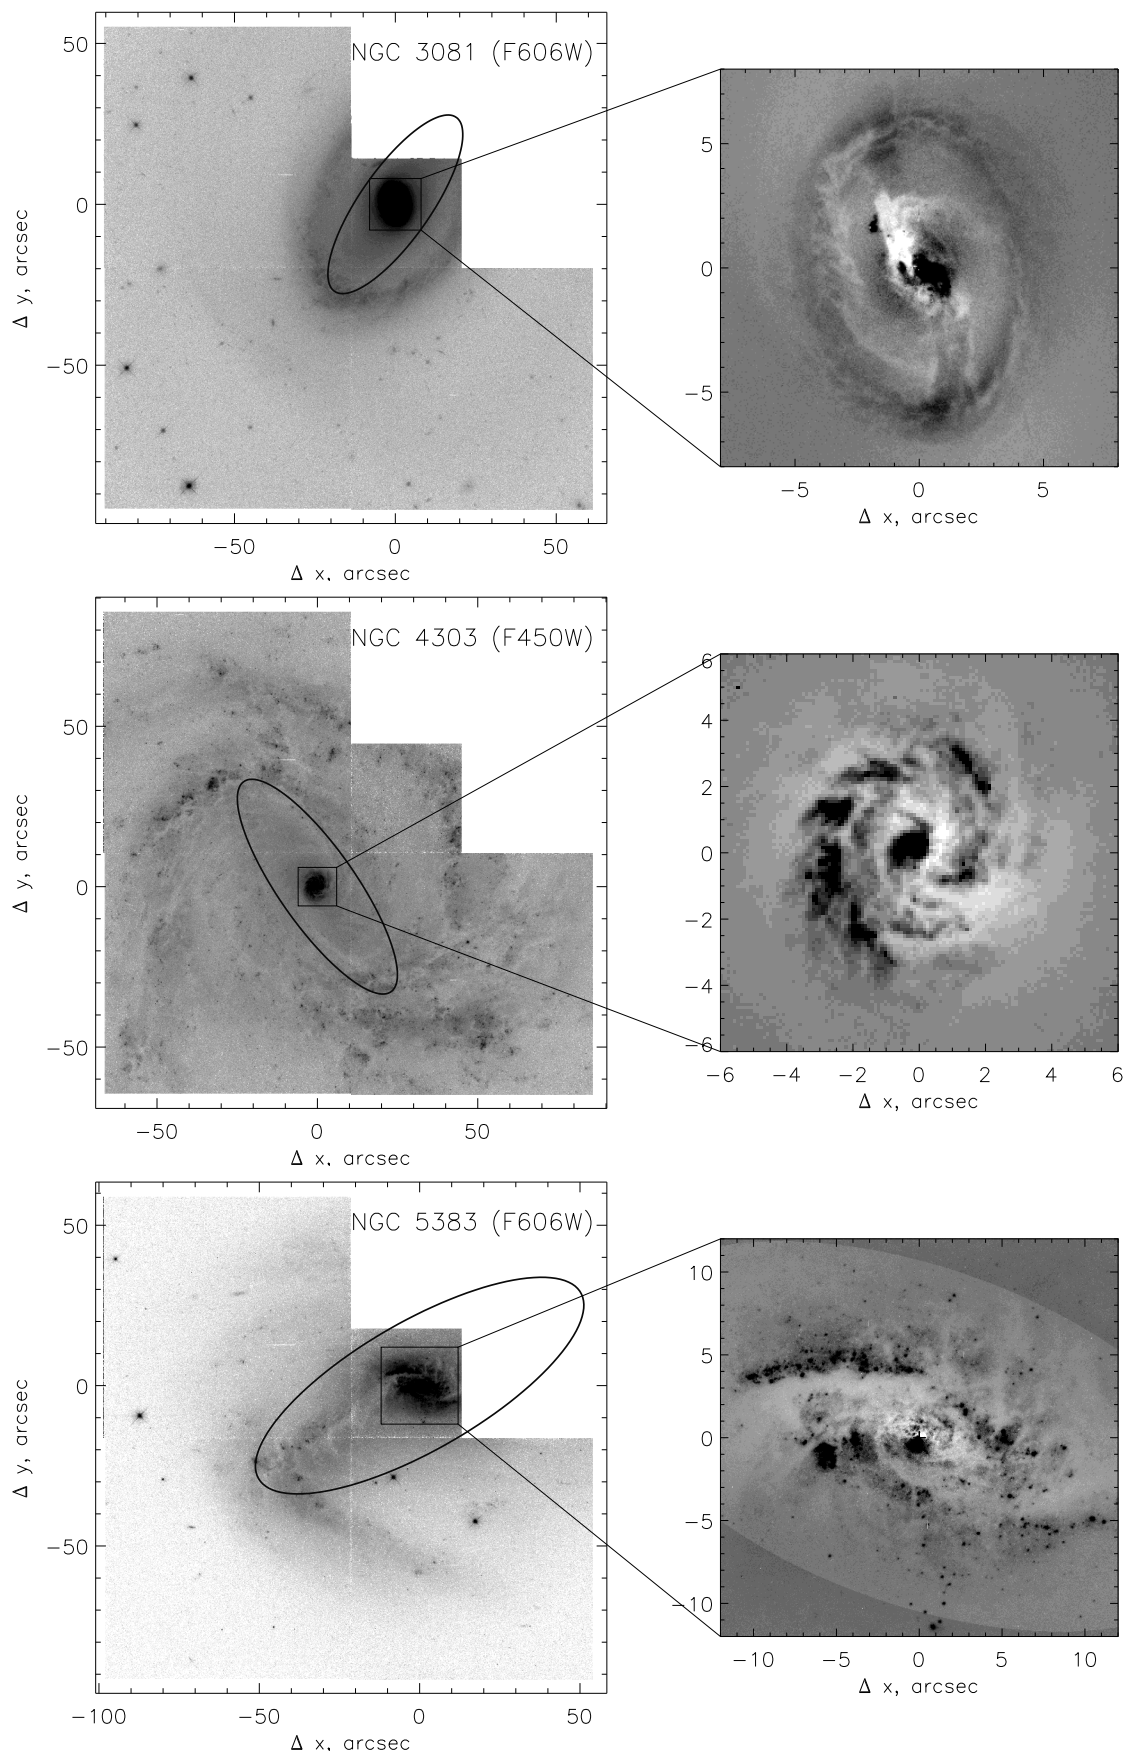 NGC 3081 (F606W)
50
0
−50
Δ y, arcsec
−50 0 50
Δ x, arcsec
5
0
−5
−5 0 5
Δ x, arcsec
NGC 4303 (F450W)
50
0
−50
Δ y, arcsec
−50 0 50
Δ x, arcsec
6
4
2
0
−2
−4
−6
−6 −4 −2 0 2 4 6
Δ x, arcsec
NGC 5383 (F606W)
50
0
−50
Δ y, arcsec
−100 −50 0 50
Δ x, arcsec
10
5
0
−5
−10
−10 −5 0 5 10
Δ x, arcsec